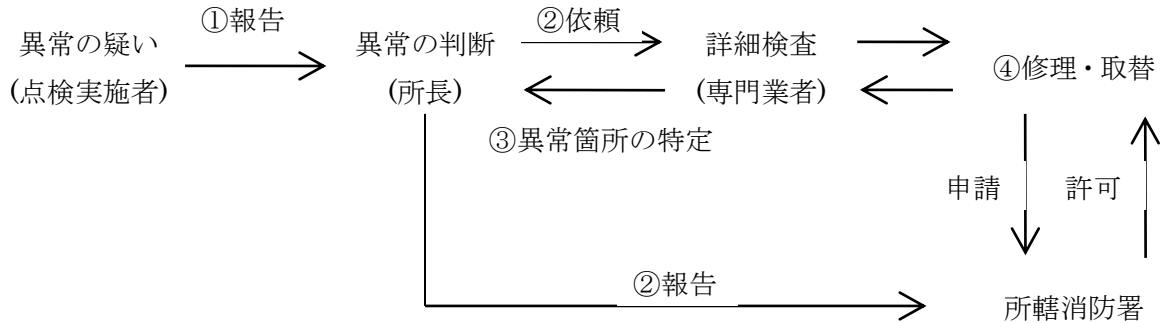 ①報告
②依頼
異常の疑い
異常の判断
詳細検査
④修理・取替
(点検実施者)
(所長)
(専門業者)
③異常箇所の特定
申請
許可
②報告
所轄消防署